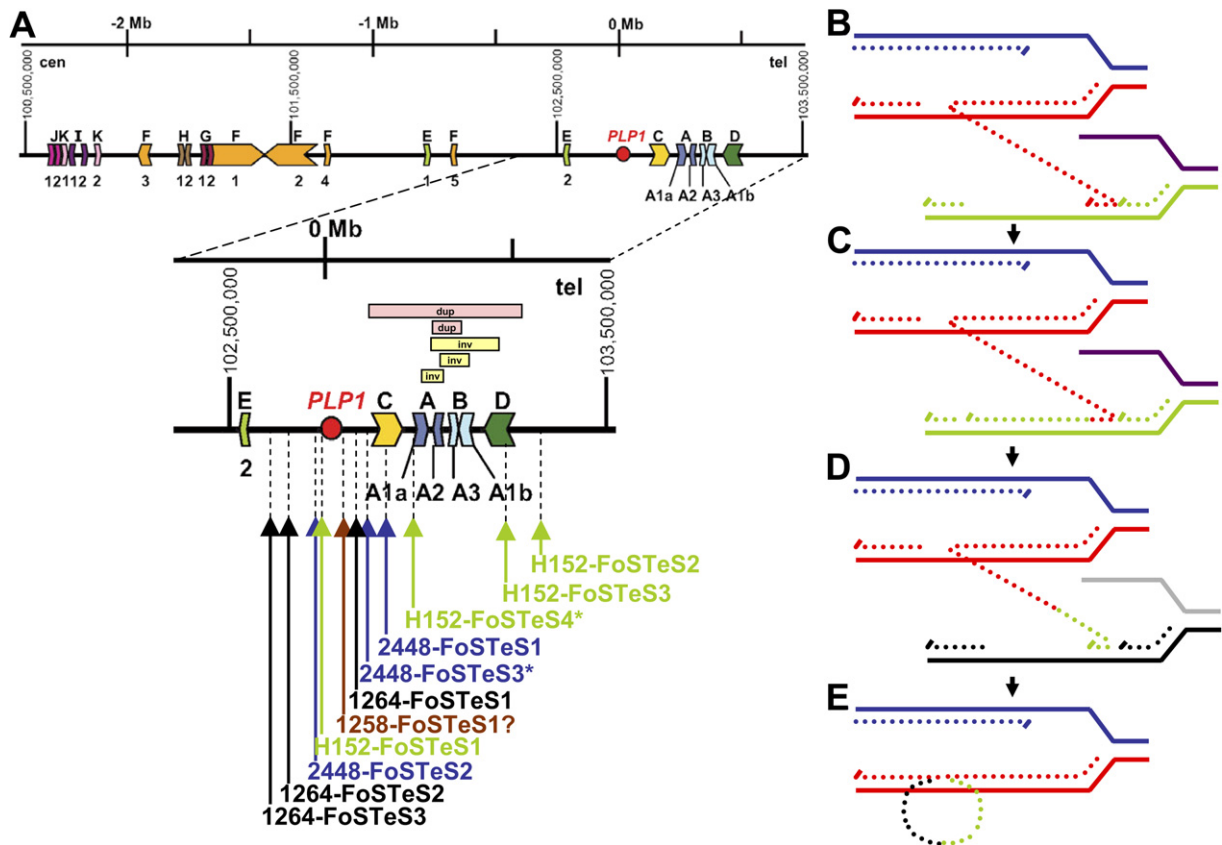 A
-2 Mb -1 Mb 0 Mb
cen tel
100,500,000 101,500,000 102,500,000 103,500,000
JK I K F H G F F F E F E PLP1 C A B D
12112 2 3 12 12 1 2 4 1 5 2
A1a A2 A3 A1b
0 Mb
tel
102,500,000 103,500,000
dup
dup
inv
inv
inv
E PLP1 C A B D
2
A1a A2 A3 A1b
H152-FoSTeS2
H152-FoSTeS3
H152-FoSTeS4*
2448-FoSTeS1
2448-FoSTeS3*
1264-FoSTeS1
1258-FoSTeS1?
H152-FoSTeS1
2448-FoSTeS2
1264-FoSTeS2
1264-FoSTeS3
B
C
D
E